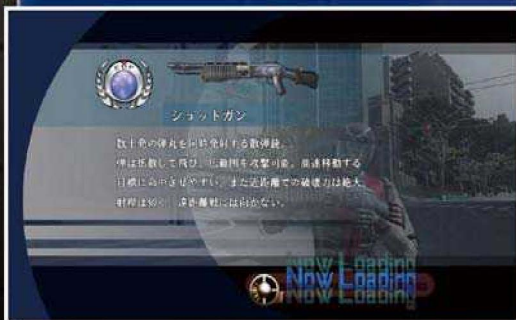 ショットガン
数十発の弾丸を同時発射する散弾銃。
弾は拡散して飛び、広範囲を攻撃可能。高速移動する
目標に命中させやすい。また近距離での破壊力は絶大。
射程は短く、遠距離戦には向かない。
Now Loading